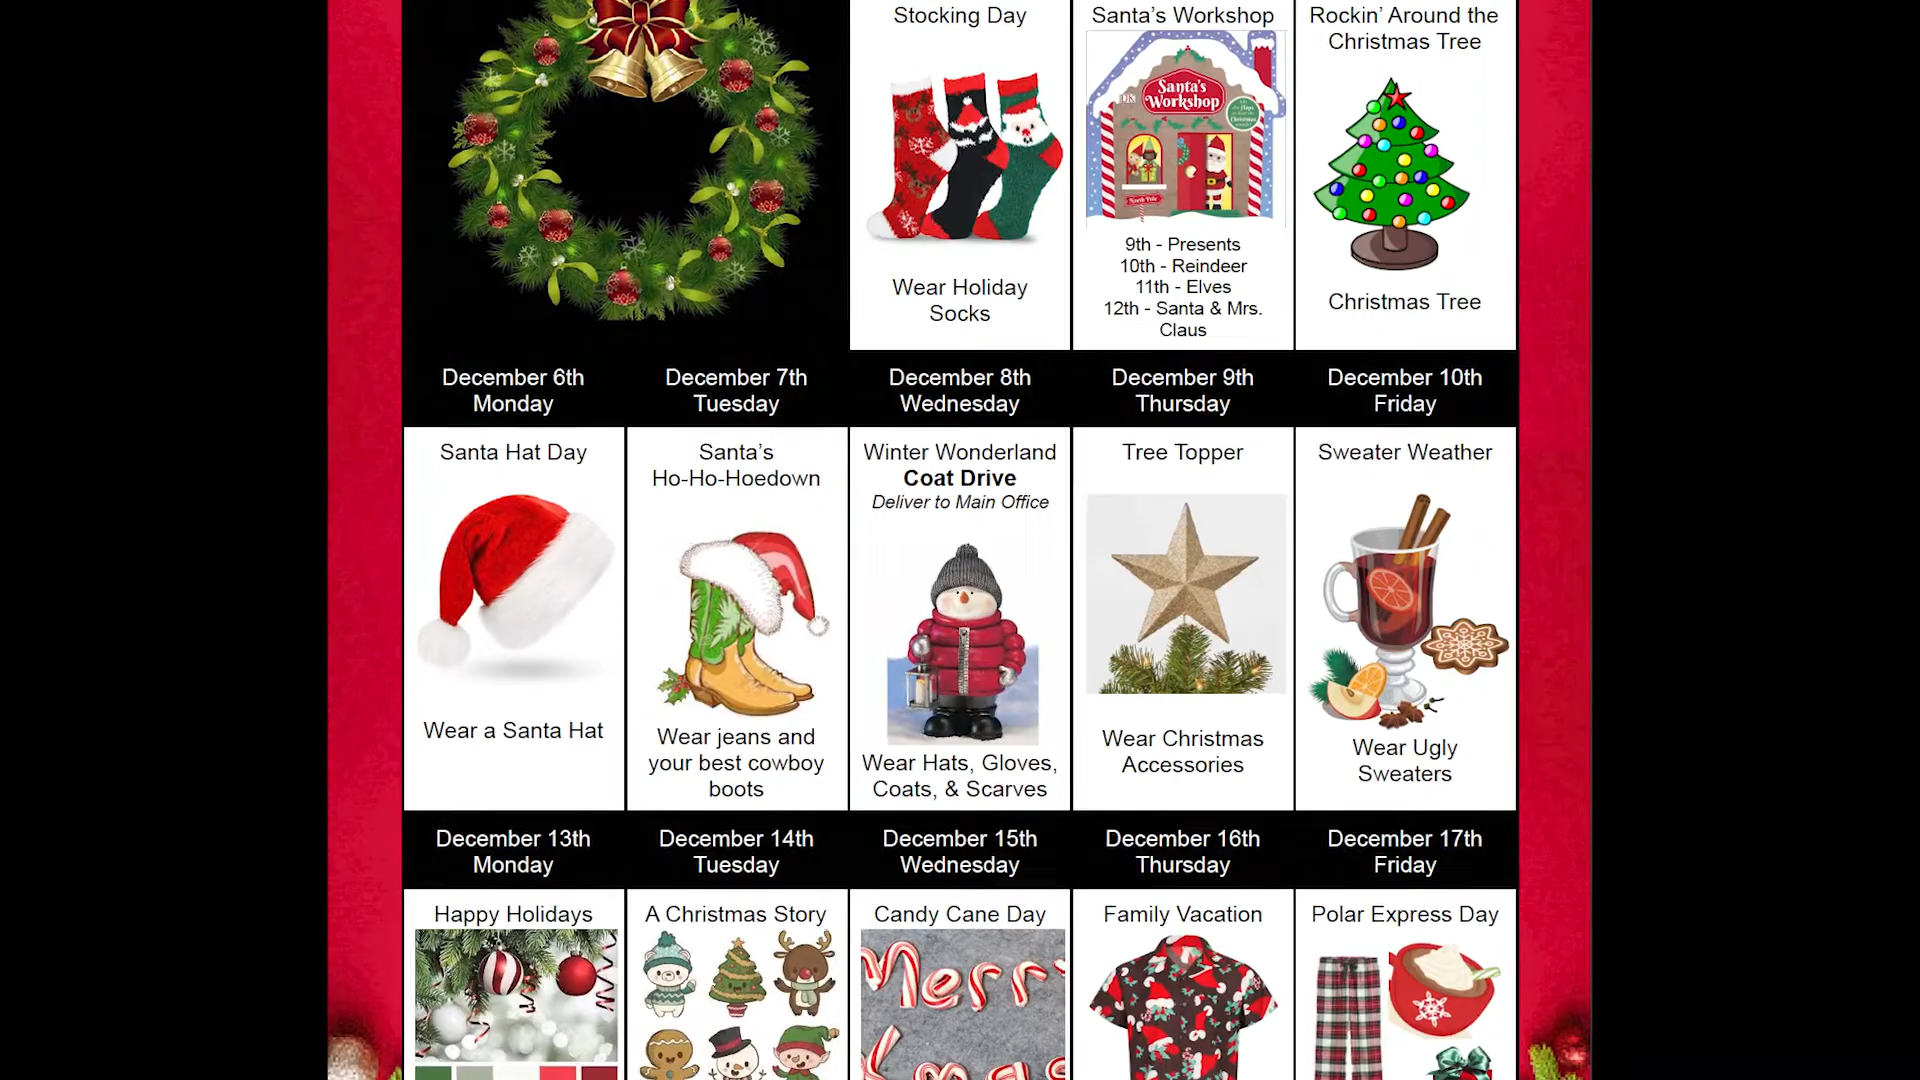 Stocking Day
Santa's Workshop
Rockin' Around the
Christmas Tree
Santa's
Workshop
North Pole
9th - Presents
10th - Reindeer
11th - Elves
12th - Santa & Mrs.
Claus
Wear Holiday
Socks
Christmas Tree
December 6th
Monday
December 7th
Tuesday
December 8th
Wednesday
December 9th
Thursday
December 10th
Friday
Santa Hat Day
Santa's
Ho-Ho-Hoedown
Winter Wonderland
Coat Drive
Deliver to Main Office
Tree Topper
Sweater Weather
Wear a Santa Hat
Wear jeans and
your best cowboy
boots
Wear Hats, Gloves,
Coats, & Scarves
Wear Christmas
Accessories
Wear Ugly
Sweaters
December 13th
Monday
December 14th
Tuesday
December 15th
Wednesday
December 16th
Thursday
December 17th
Friday
Happy Holidays
A Christmas Story
Candy Cane Day
Family Vacation
Polar Express Day
Merr